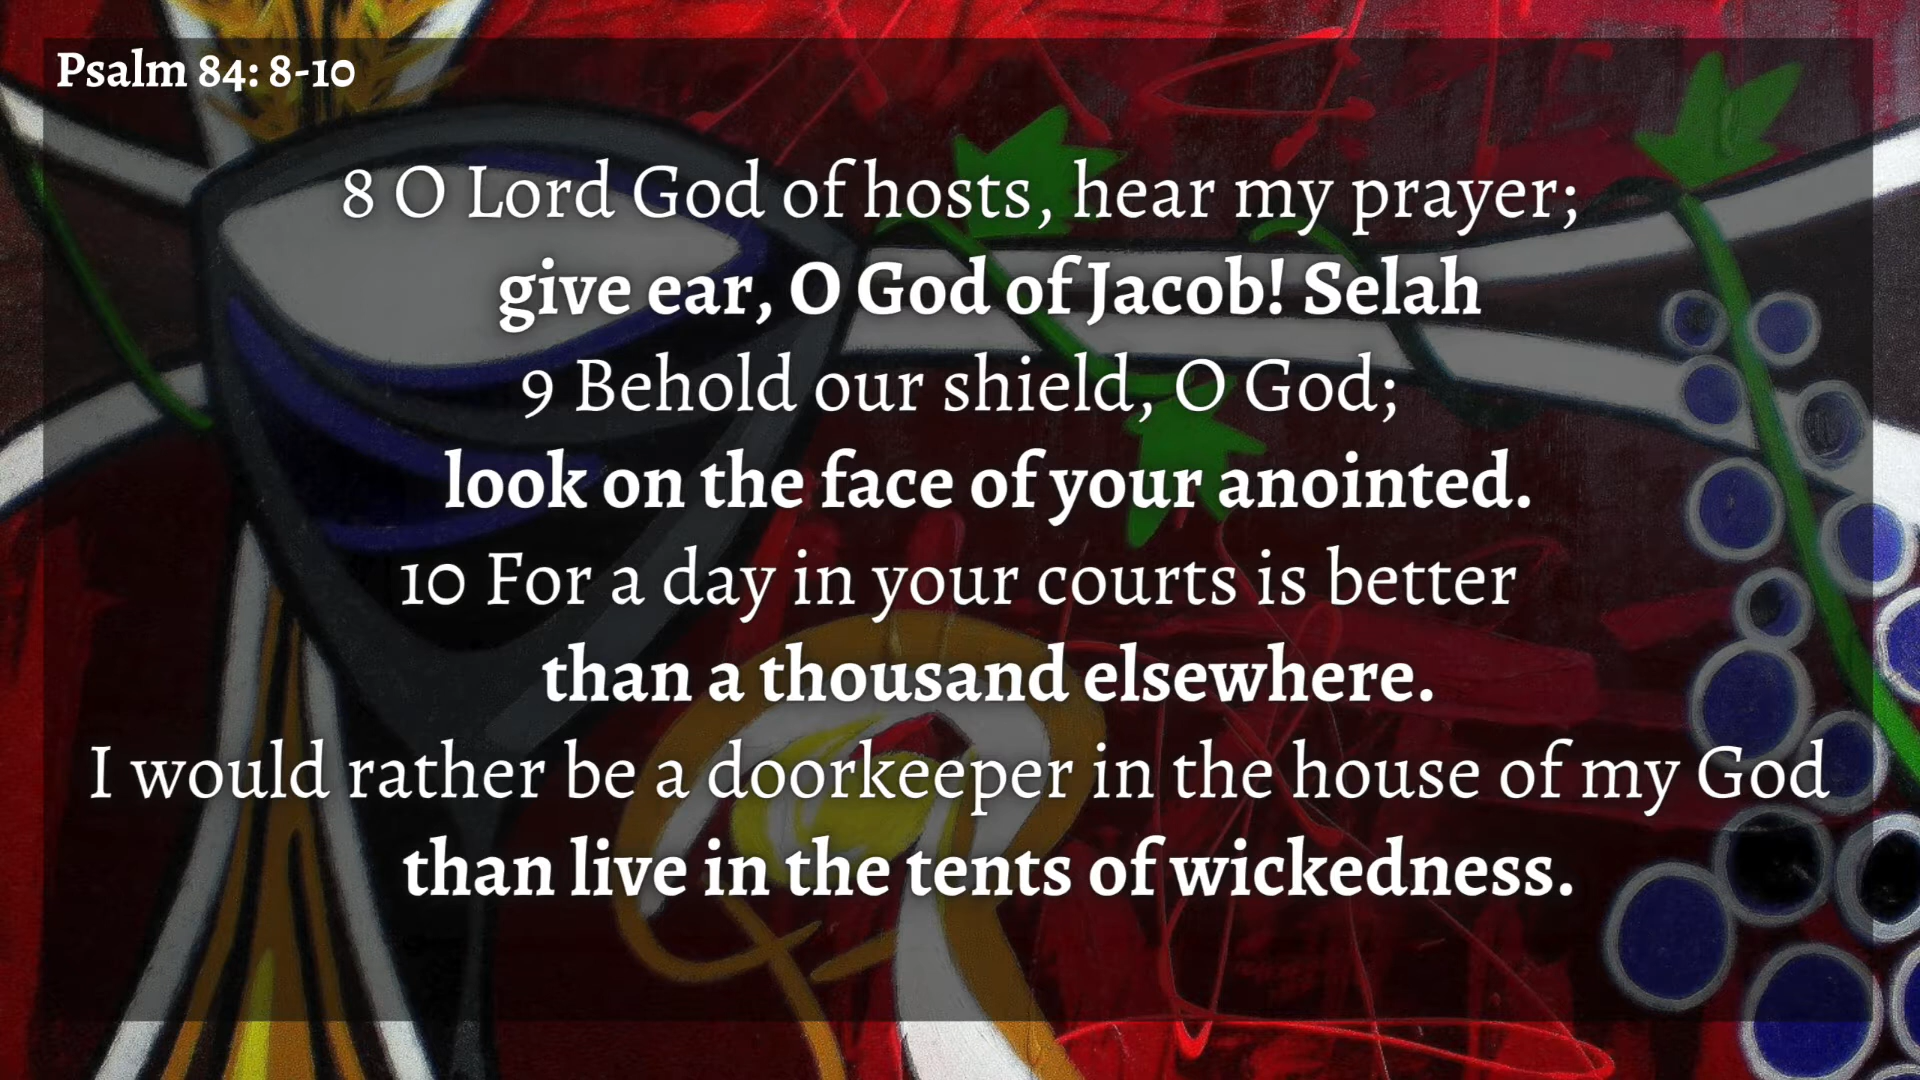 Psalm 84: 8-10
8 O Lord God of hosts, hear my prayer;
give ear, O God of Jacob! Selah
9 Behold our shield, O God;
look on the face of your anointed.
10 For a day in your courts is better
than a thousand elsewhere.
I would rather be a doorkeeper in the house of my God
than live in the tents of wickedness.